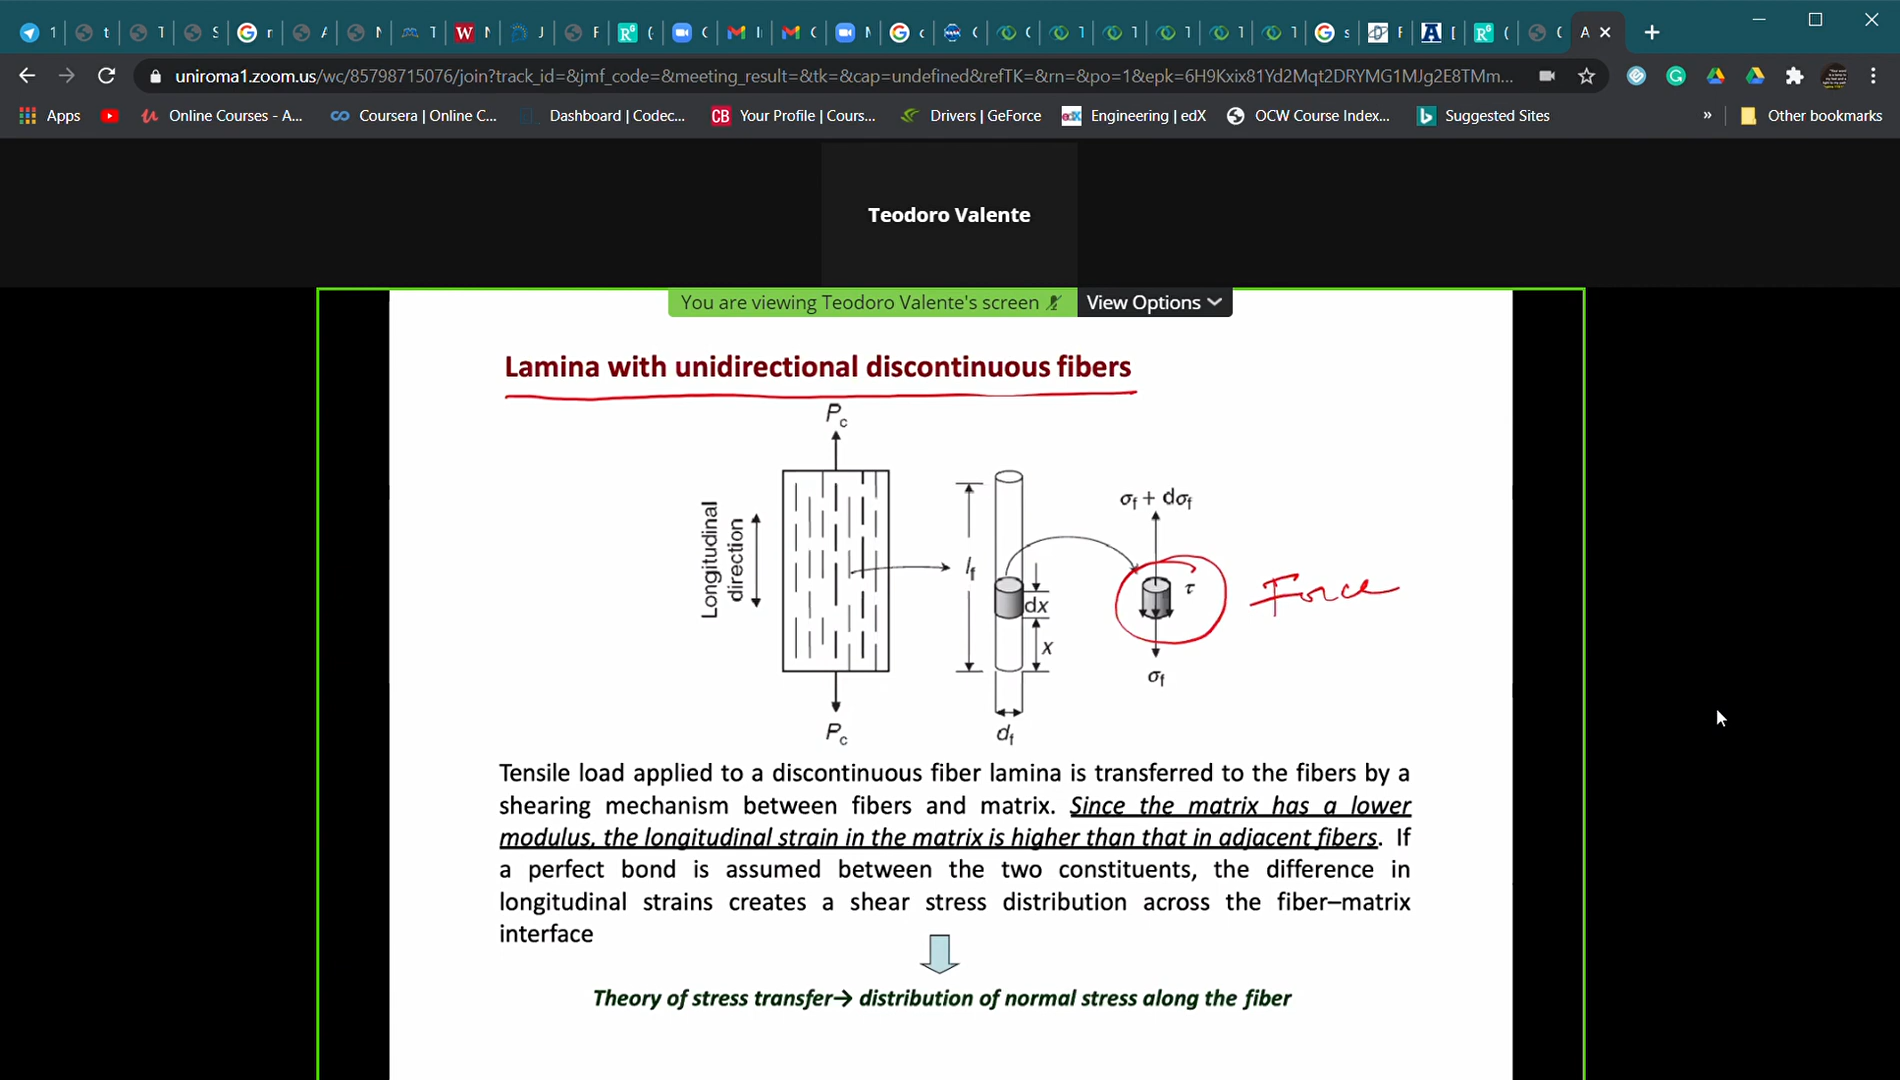 uniroma1.zoom.us/wc/85798715076/join?track_id=&jmf_code=&meeting_result=&tk=&cap=undefined&refTK=&rn=&po=1&epk=6H9Kxix81Yd2Mqt2DRYMG1MJg2E8TMm...
Apps Online Courses - A... Coursera | Online C... Dashboard | Codec... CB Your Profile | Cours... Drivers | GeForce edX Engineering | edX OCW Course Index... Suggested Sites » Other bookmarks
Teodoro Valente
You are viewing Teodoro Valente's screen View Options
Lamina with unidirectional discontinuous fibers
Pc
σf + dσf
Longitudinal
direction
lf
τ
Force
dx
x
σf
Pc
df
Tensile load applied to a discontinuous fiber lamina is transferred to the fibers by a
shearing mechanism between fibers and matrix. Since the matrix has a lower
modulus, the longitudinal strain in the matrix is higher than that in adjacent fibers. If
a perfect bond is assumed between the two constituents, the difference in
longitudinal strains creates a shear stress distribution across the fiber–matrix
interface
Theory of stress transfer→ distribution of normal stress along the fiber